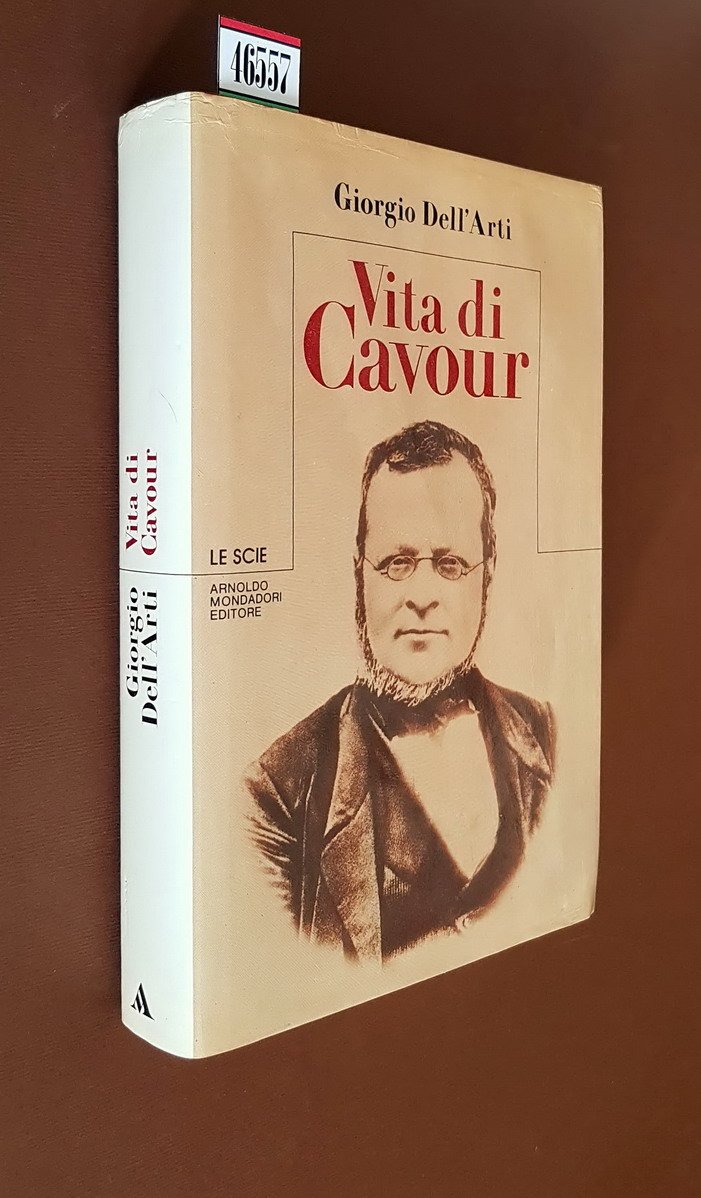 46557
Giorgio Dell'Arti
Vita di
Cavour
LE SCIE
ARNOLDO
MONDADORI
EDITORE
Giorgio
Dell'Arti
Vita di
Cavour